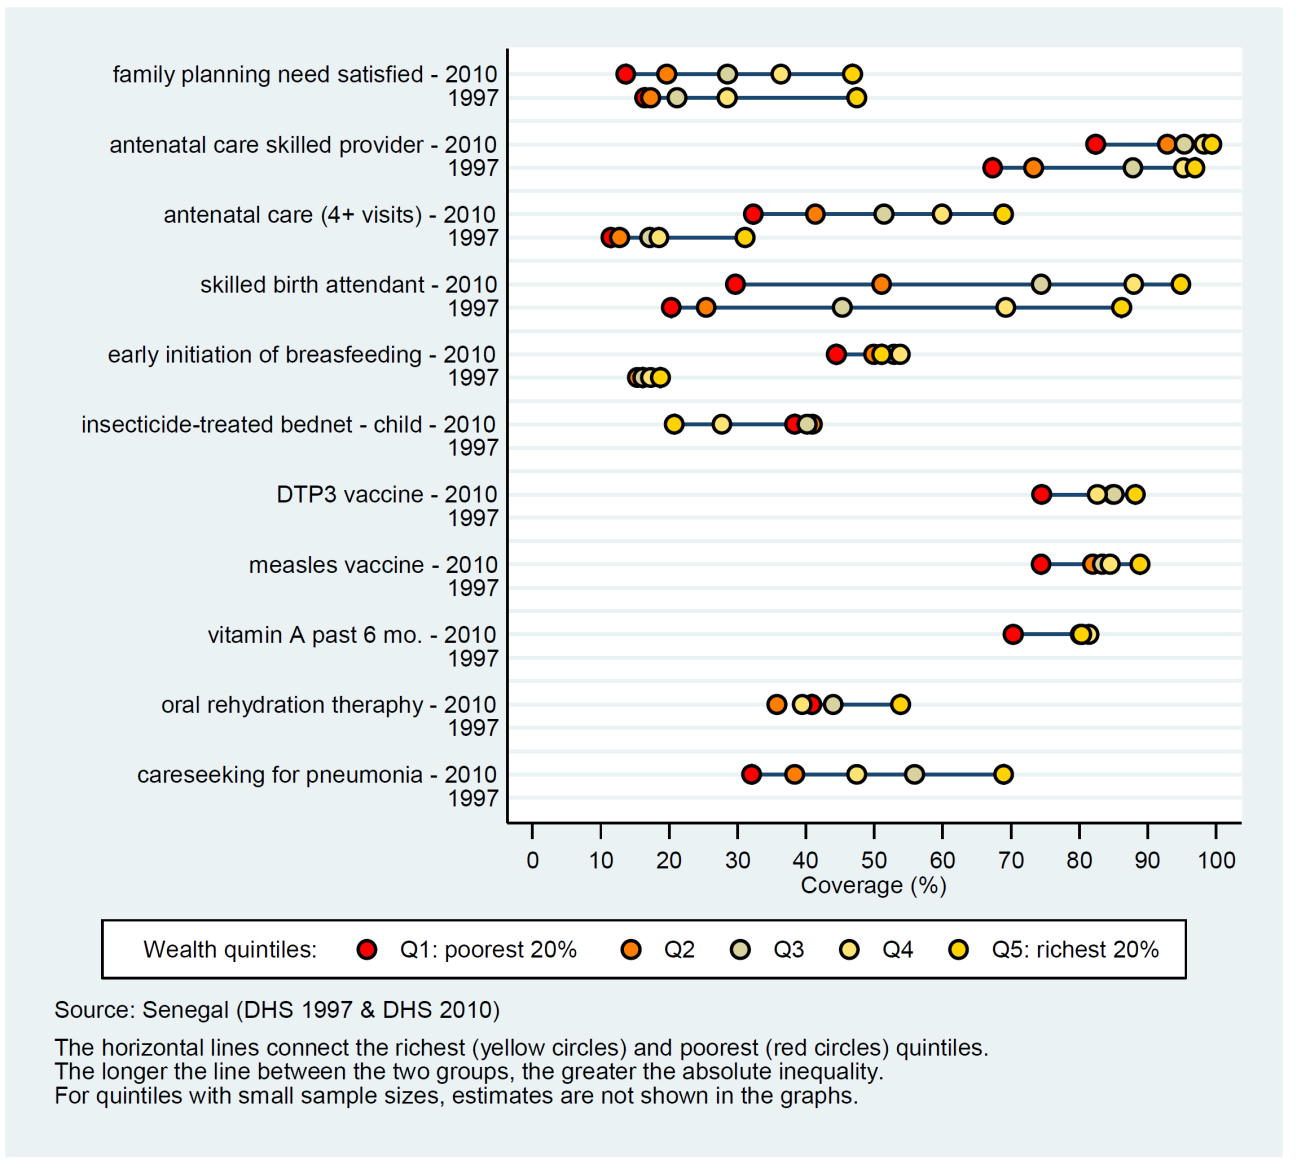 family planning need satisfied - 2010
1997
antenatal care skilled provider - 2010
1997
antenatal care (4+ visits) - 2010
1997
skilled birth attendant - 2010
1997
early initiation of breasfeeding - 2010
1997
insecticide-treated bednet - child - 2010
1997
DTP3 vaccine - 2010
1997
measles vaccine - 2010
1997
vitamin A past 6 mo. - 2010
1997
oral rehydration theraphy - 2010
1997
careseeking for pneumonia - 2010
1997
0 10 20 30 40 50 60 70 80 90 100
Coverage (%)
Wealth quintiles: Q1: poorest 20% Q2 Q3 Q4 Q5: richest 20%
Source: Senegal (DHS 1997 & DHS 2010)
The horizontal lines connect the richest (yellow circles) and poorest (red circles) quintiles.
The longer the line between the two groups, the greater the absolute inequality.
For quintiles with small sample sizes, estimates are not shown in the graphs.